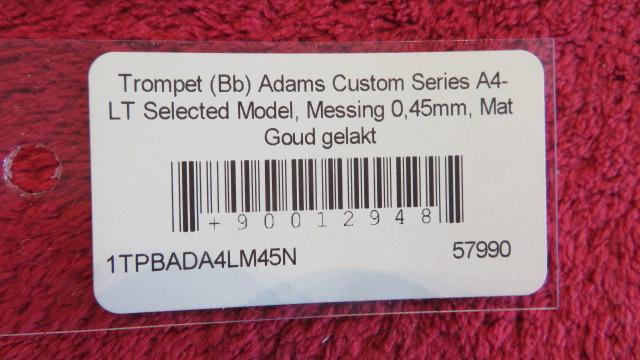 Trompet (Bb) Adams Custom Series A4-
LT Selected Model, Messing 0,45mm, Mat
Goud gelakt
+90012948
1TPBADA4LM45N 57990